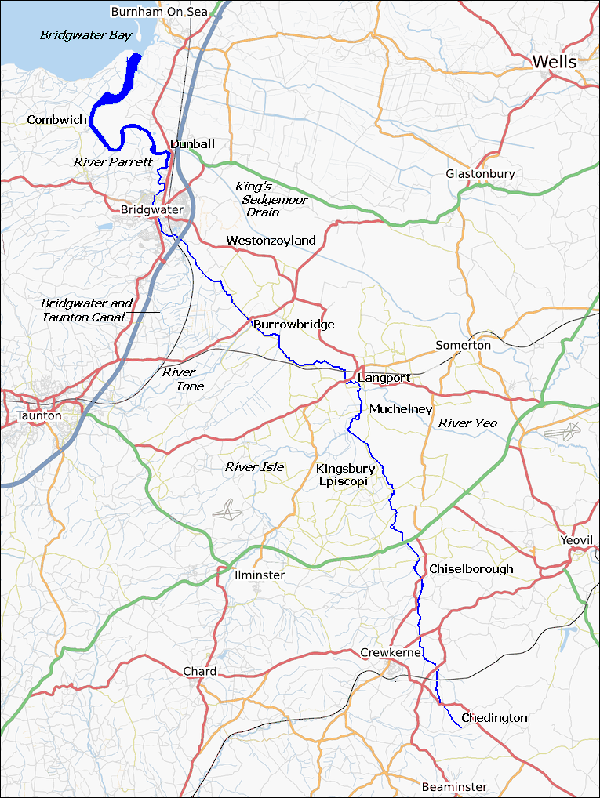 Burnham On Sea
Bridgwater Bay
Wells
Combwich
Dunball
River Parrett
Glastonbury
King's
Sedgemoor
Drain
Bridgwater
Westonzoyland
Bridgwater and
Taunton Canal
Burrowbridge
Somerton
River
Tone
Langport
Muchelney
Taunton
River Yeo
River Isle
Kingsbury
Episcopi
Yeovil
Chiselborough
Ilminster
Crewkerne
Chard
Chedington
Beaminster